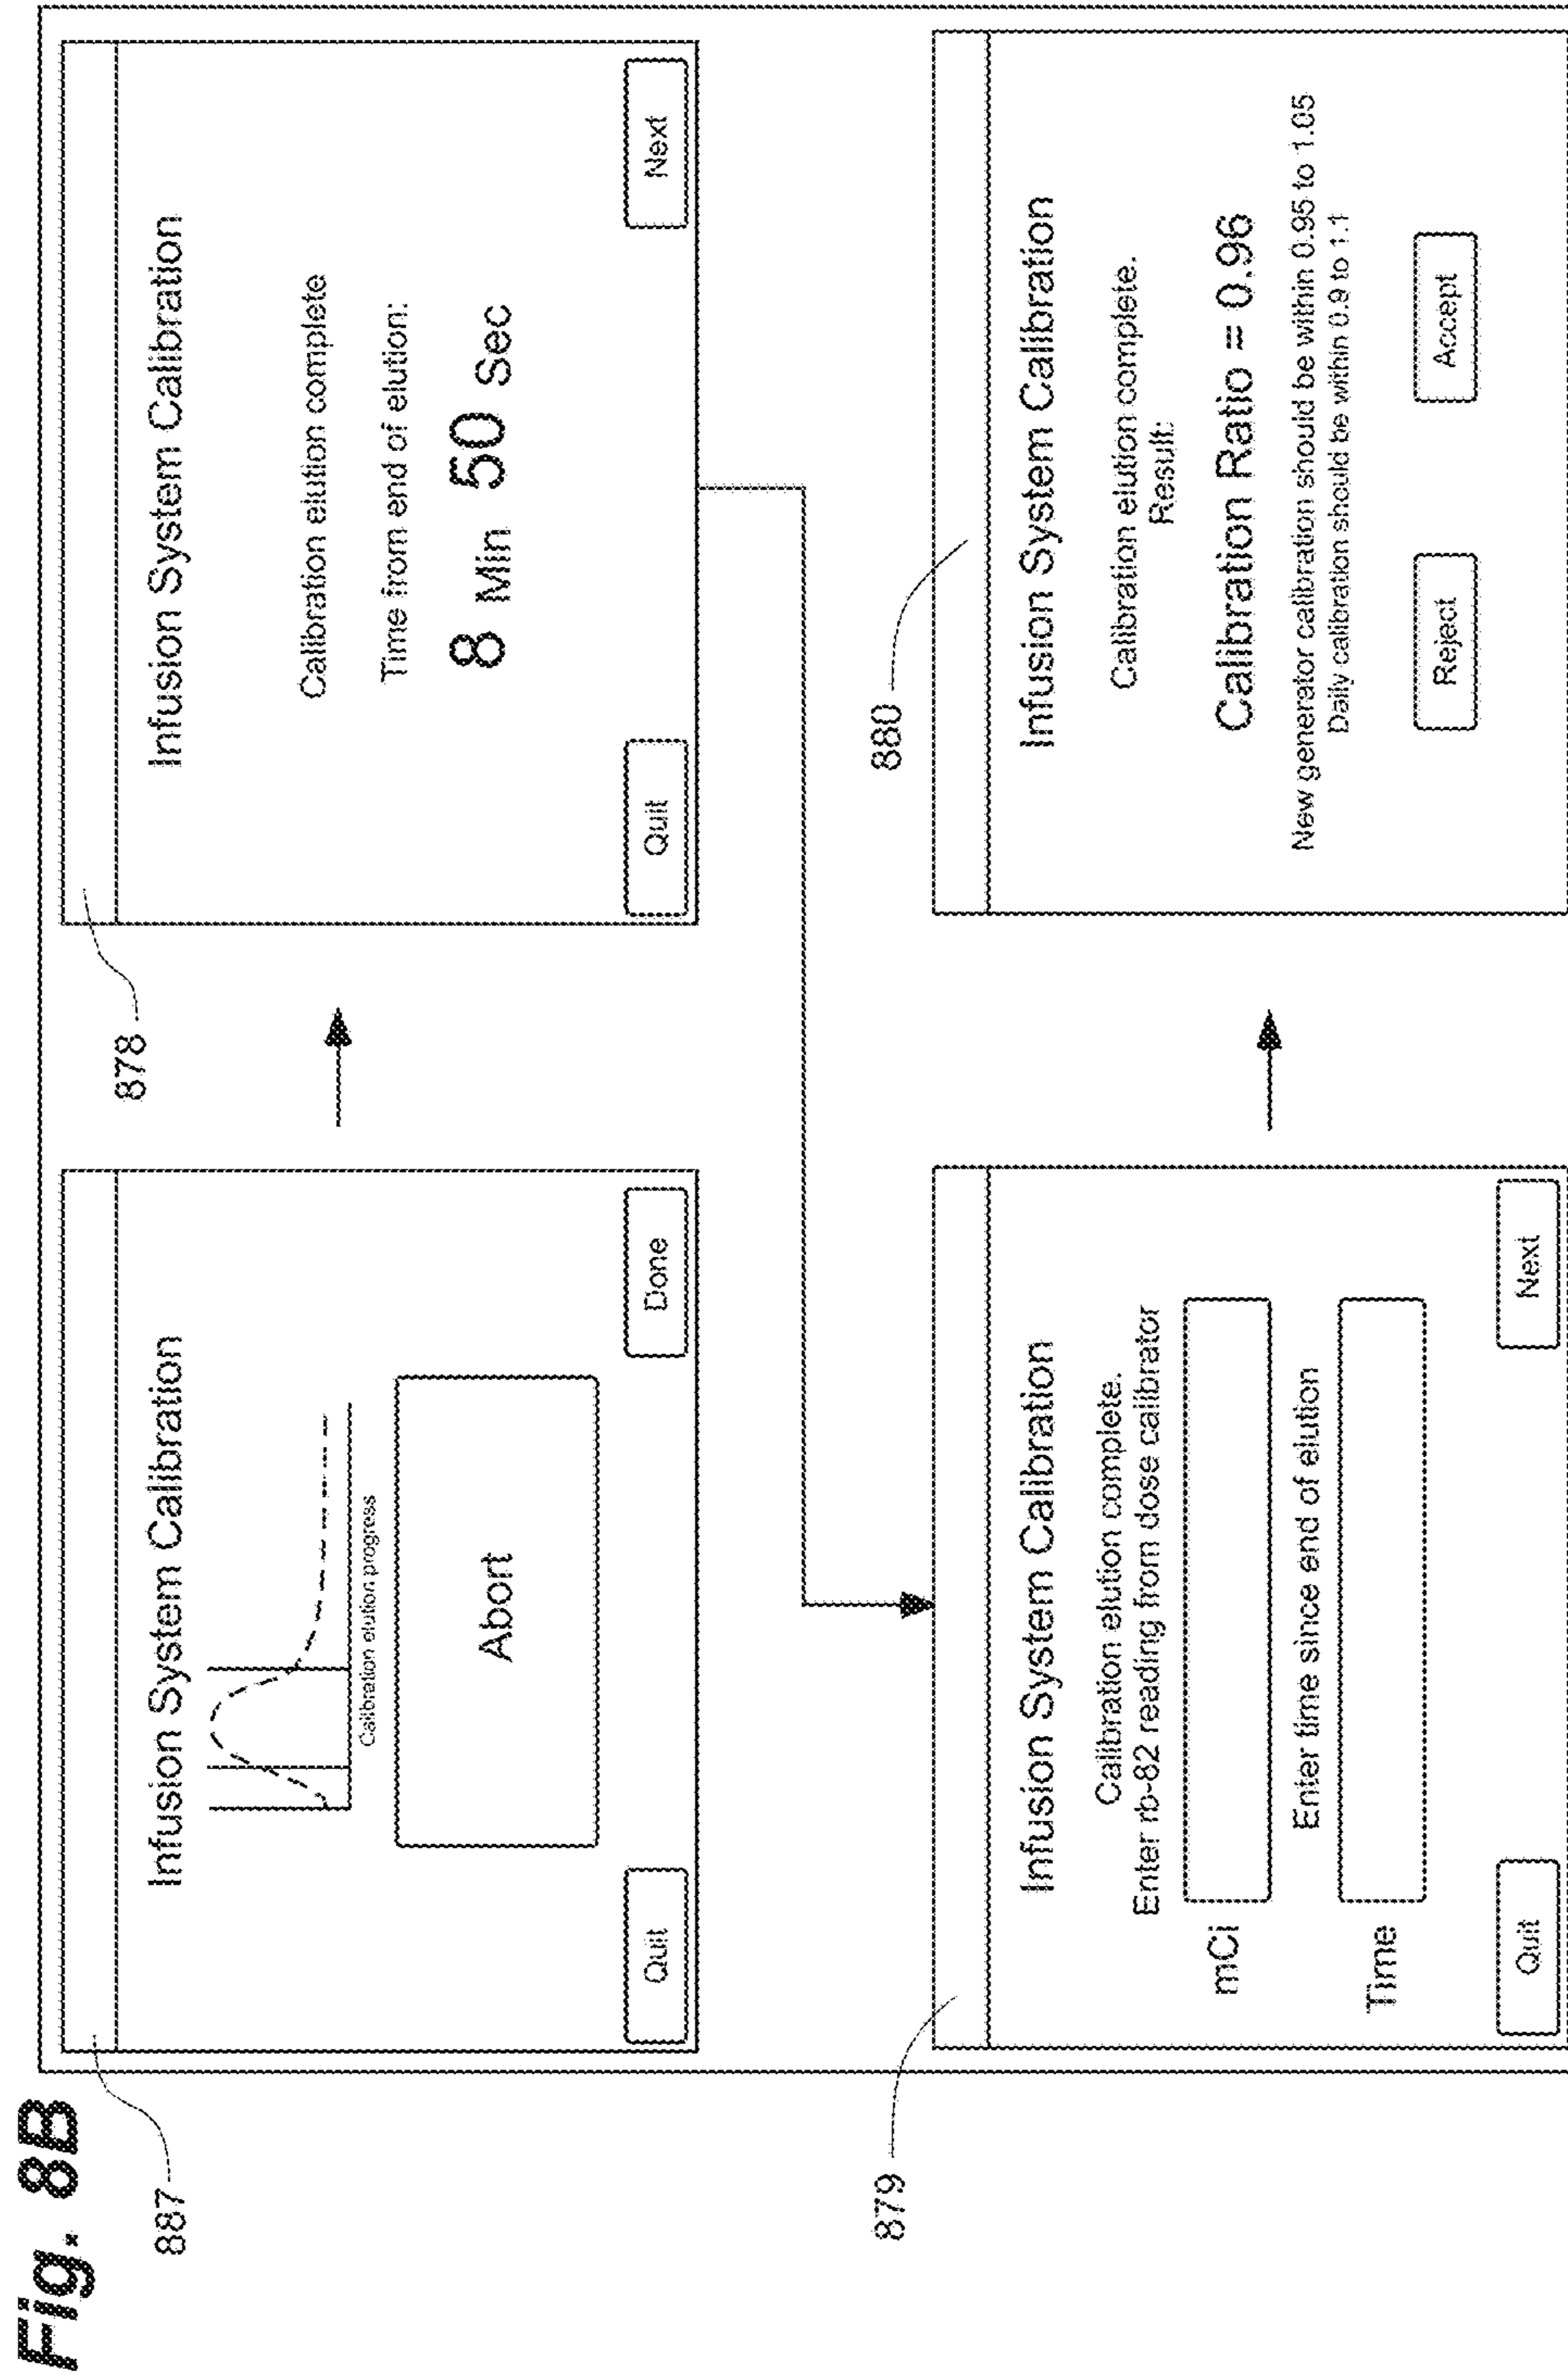 Fig. 8B
887
Infusion System Calibration
Calibration elution progress
Abort
Quit
Done
878
Infusion System Calibration
Calibration elution complete
Time from end of elution:
8 Min 50 Sec
Quit
Next
879
Infusion System Calibration
Calibration elution complete.
Enter rb-82 reading from dose calibrator
mCi
Enter time since end of elution
Time
Quit
Next
880
Infusion System Calibration
Calibration elution complete.
Result:
Calibration Ratio = 0.96
New generator calibration should be within 0.95 to 1.05
Daily calibration should be within 0.9 to 1.1
Reject
Accept